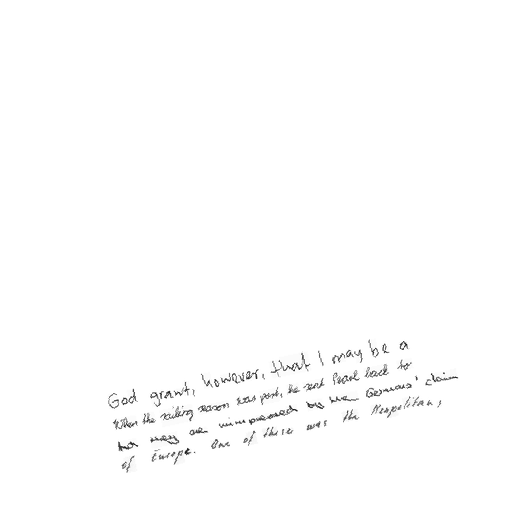 God grant, however, that I may be a
When the sailing season was past, he sent Pearl back to
but they are unimpressed by the Germans' claim
of Europe. One of these was the Neapolitan,